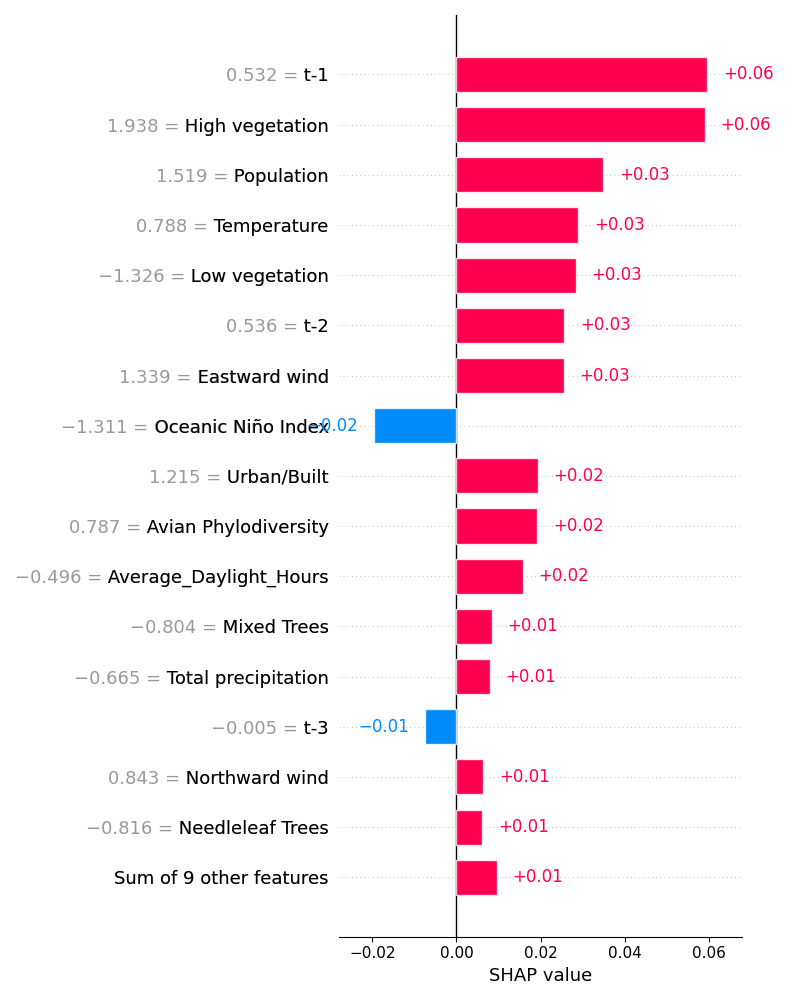 0.532 = t-1 +0.06
1.938 = High vegetation +0.06
1.519 = Population +0.03
0.788 = Temperature +0.03
−1.326 = Low vegetation +0.03
0.536 = t-2 +0.03
1.339 = Eastward wind +0.03
−1.311 = Oceanic Niño Index −0.02
1.215 = Urban/Built +0.02
0.787 = Avian Phylodiversity +0.02
−0.496 = Average_Daylight_Hours +0.02
−0.804 = Mixed Trees +0.01
−0.665 = Total precipitation +0.01
−0.005 = t-3 −0.01
0.843 = Northward wind +0.01
−0.816 = Needleleaf Trees +0.01
Sum of 9 other features +0.01
−0.02 0.00 0.02 0.04 0.06
SHAP value